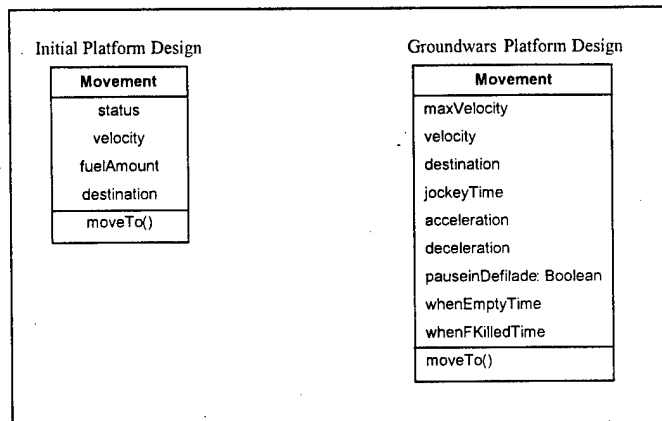 Initial Platform Design
Movement
status
velocity
fuelAmount
destination
moveTo()
Groundwars Platform Design
Movement
maxVelocity
velocity
destination
jockeyTime
acceleration
deceleration
pauseinDefilade: Boolean
whenEmptyTime
whenFKilledTime
moveTo()